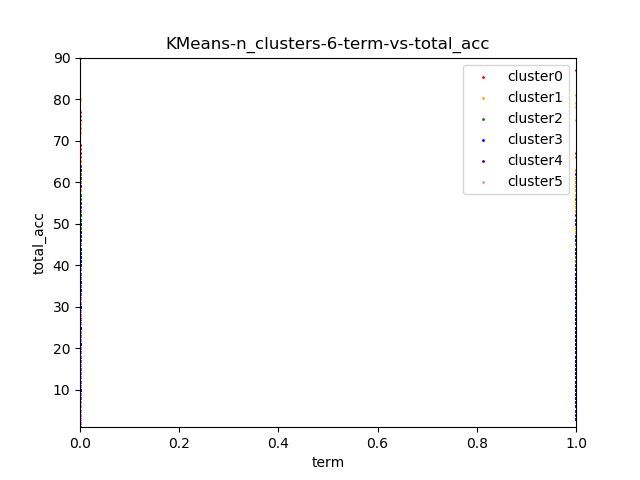 KMeans-n_clusters-6-term-vs-total_acc
90
80
70
60
50
40
30
20
10
total_acc
cluster0
cluster1
cluster2
cluster3
cluster4
cluster5
0.0 0.2 0.4 0.6 0.8 1.0
term